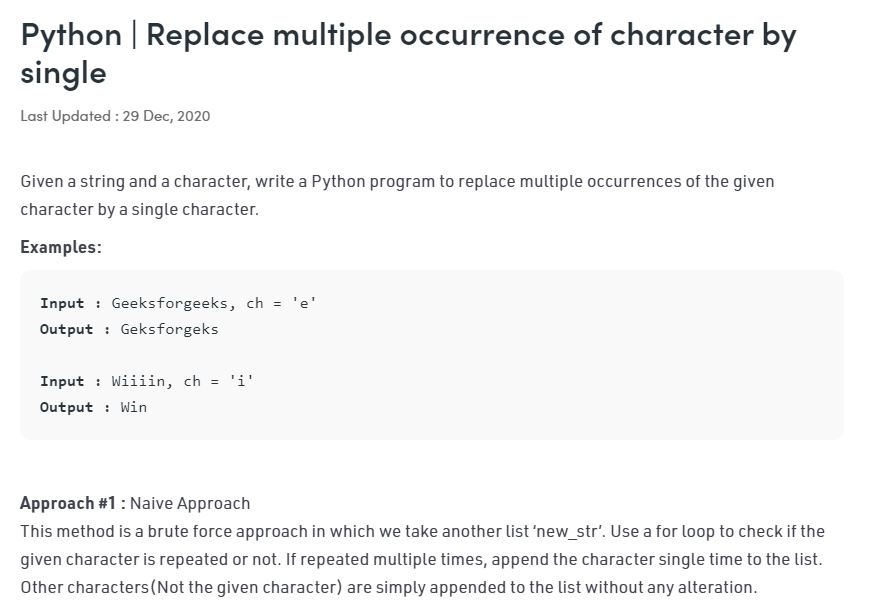 Python | Replace multiple occurrence of character by
single
Last Updated : 29 Dec, 2020
Given a string and a character, write a Python program to replace multiple occurrences of the given
character by a single character.
Examples:
Input : Geeksforgeeks, ch = 'e'
Output : Geksforgeks
Input : Wiiiin, ch = 'i'
Output : Win
Approach #1 : Naive Approach
This method is a brute force approach in which we take another list ‘new_str’. Use a for loop to check if the
given character is repeated or not. If repeated multiple times, append the character single time to the list.
Other characters(Not the given character) are simply appended to the list without any alteration.